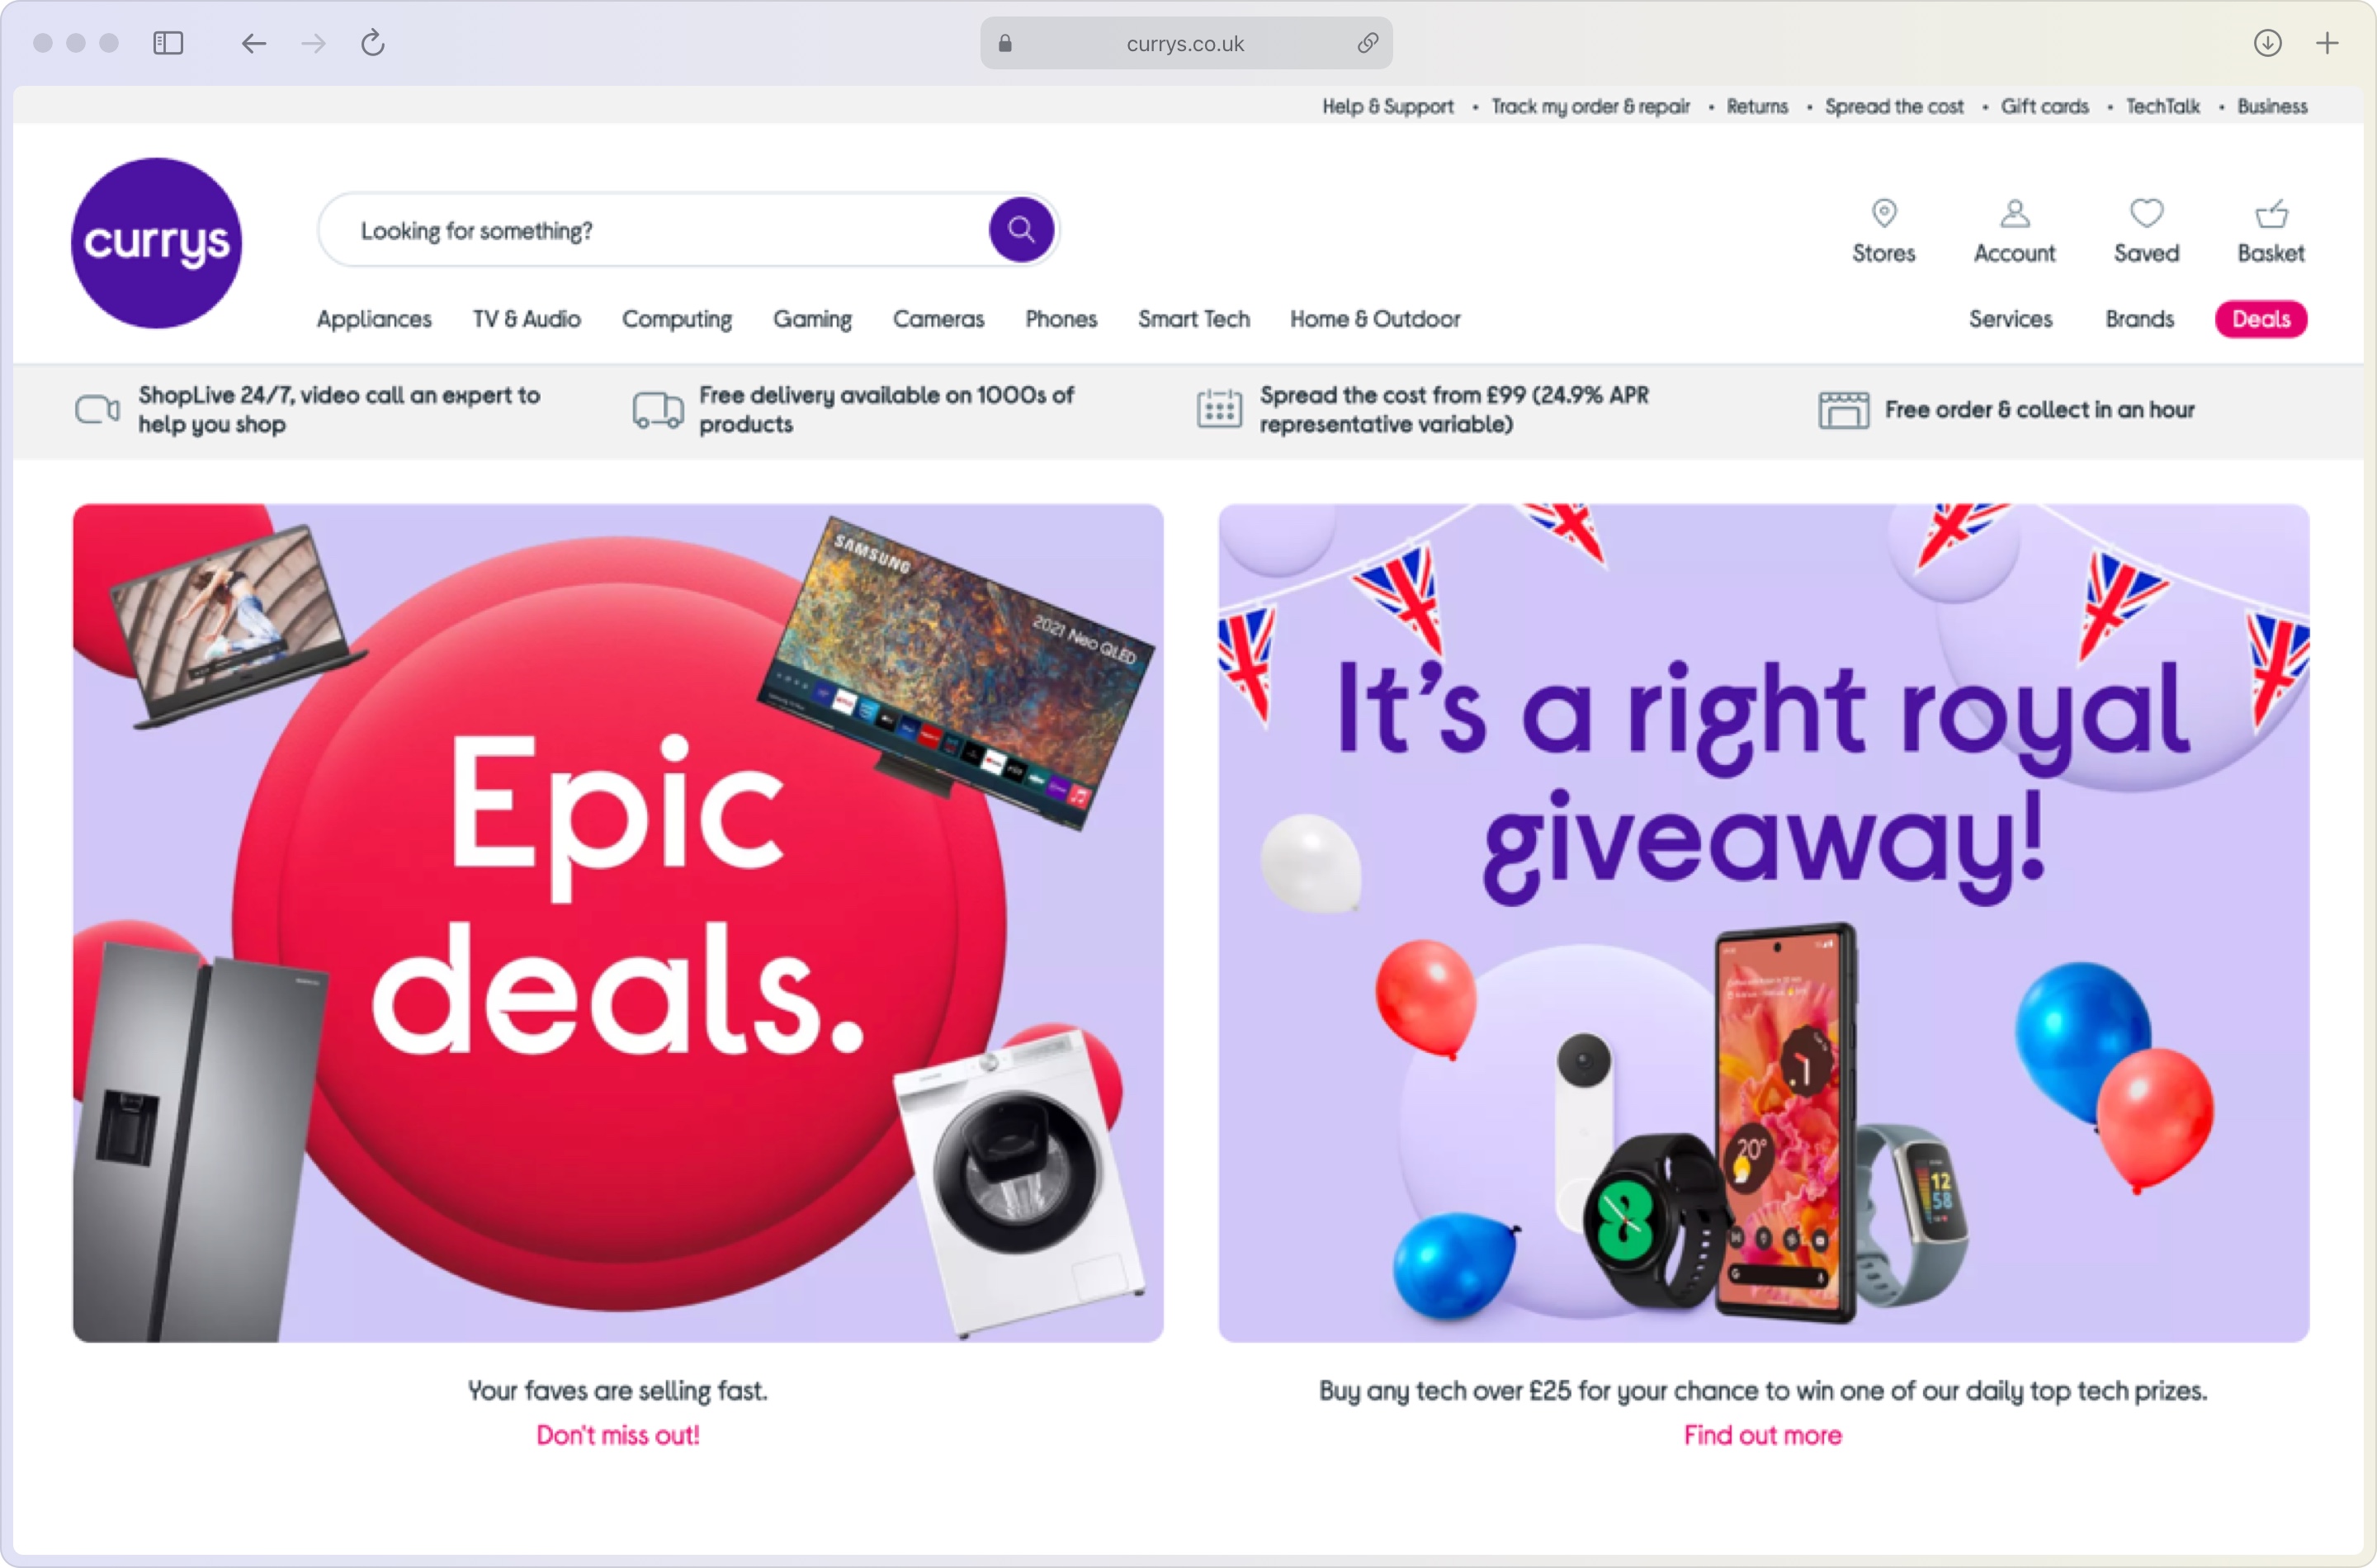 currys.co.uk
Help & Support • Track my order & repair • Returns • Spread the cost • Gift cards • TechTalk • Business
currys
Looking for something?
Stores
Account
Saved
Basket
Appliances
TV & Audio
Computing
Gaming
Cameras
Phones
Smart Tech
Home & Outdoor
Services
Brands
Deals
ShopLive 24/7, video call an expert to
help you shop
Free delivery available on 1000s of
products
Spread the cost from £99 (24.9% APR
representative variable)
Free order & collect in an hour
SAMSUNG
2021 Neo QLED
Epic
deals.
It's a right royal
giveaway!
20°
12
58
Your faves are selling fast.
Don't miss out!
Buy any tech over £25 for your chance to win one of our daily top tech prizes.
Find out more